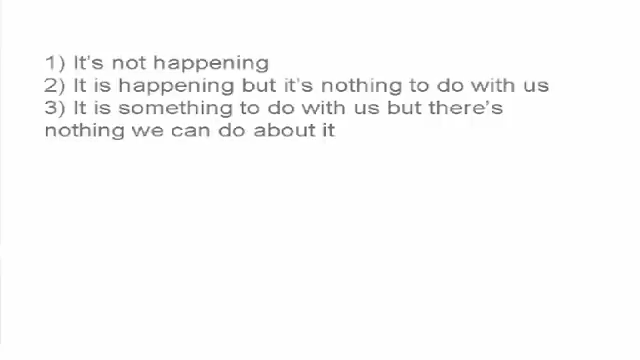 1) It's not happening
2) It is happening but it's nothing to do with us
3) It is something to do with us but there's
nothing we can do about it